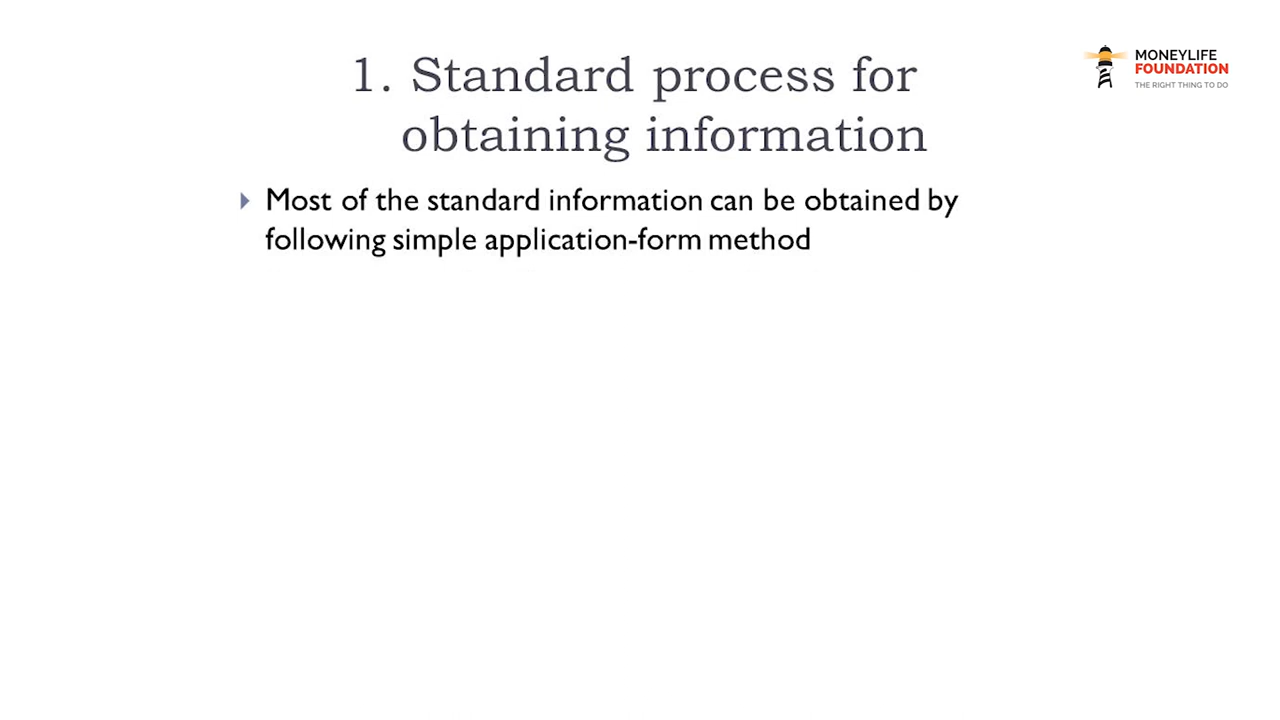 1. Standard process for
obtaining information
MONEYLIFE
FOUNDATION
THE RIGHT THING TO DO
Most of the standard information can be obtained by
following simple application-form method